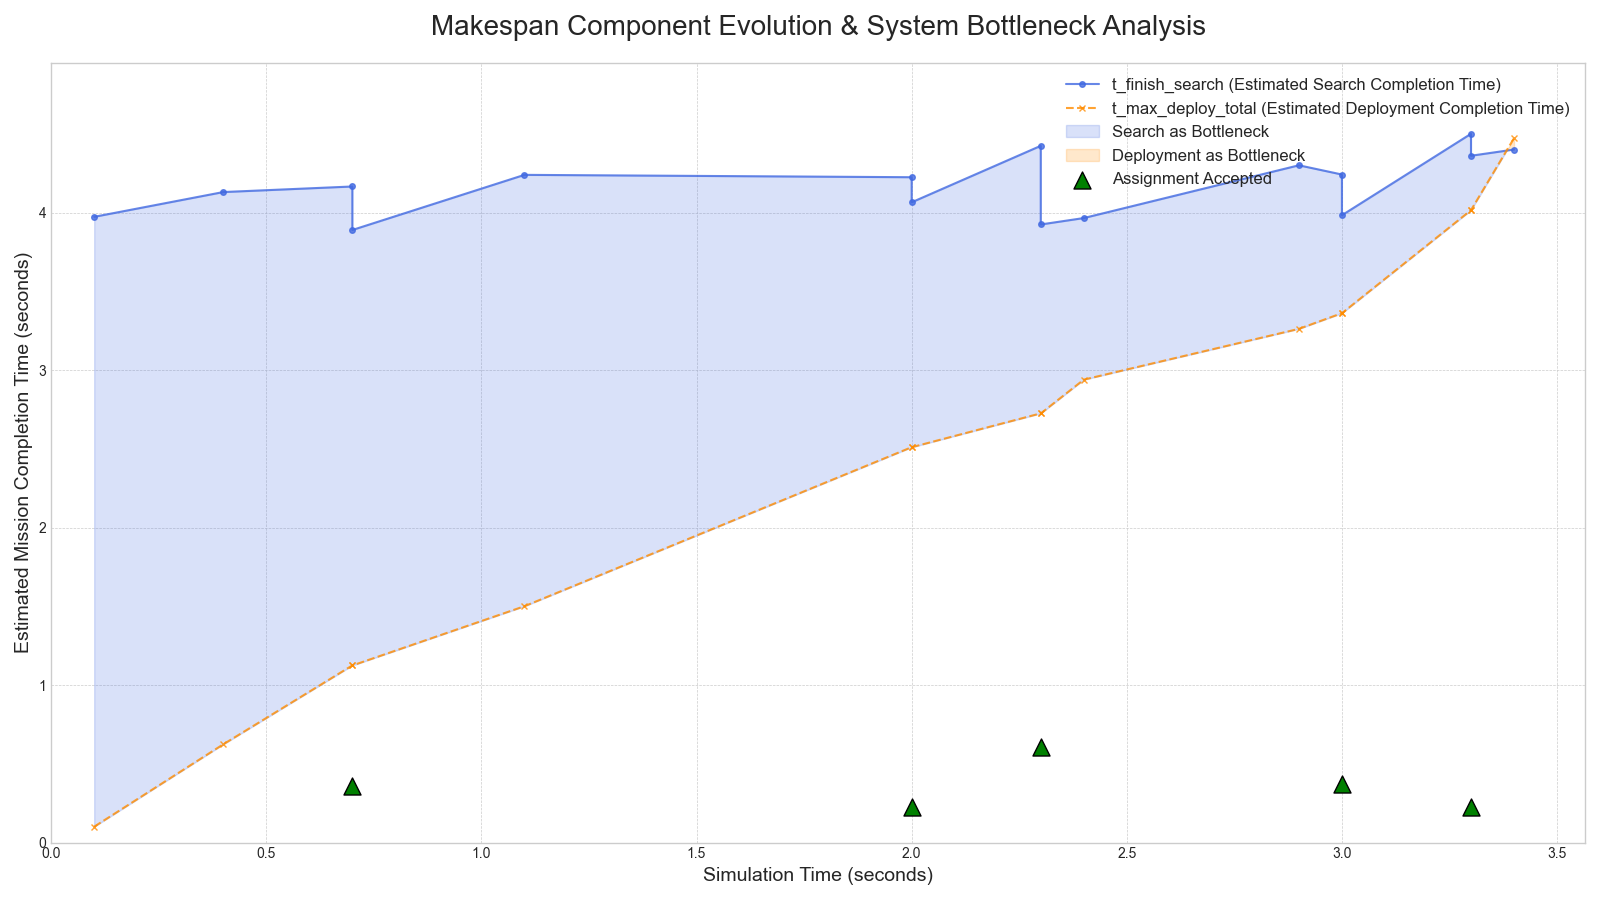 Makespan Component Evolution & System Bottleneck Analysis
t_finish_search (Estimated Search Completion Time)
t_max_deploy_total (Estimated Deployment Completion Time)
Search as Bottleneck
Deployment as Bottleneck
Assignment Accepted
Estimated Mission Completion Time (seconds)
4
3
2
1
0
0.0 0.5 1.0 1.5 2.0 2.5 3.0 3.5
Simulation Time (seconds)